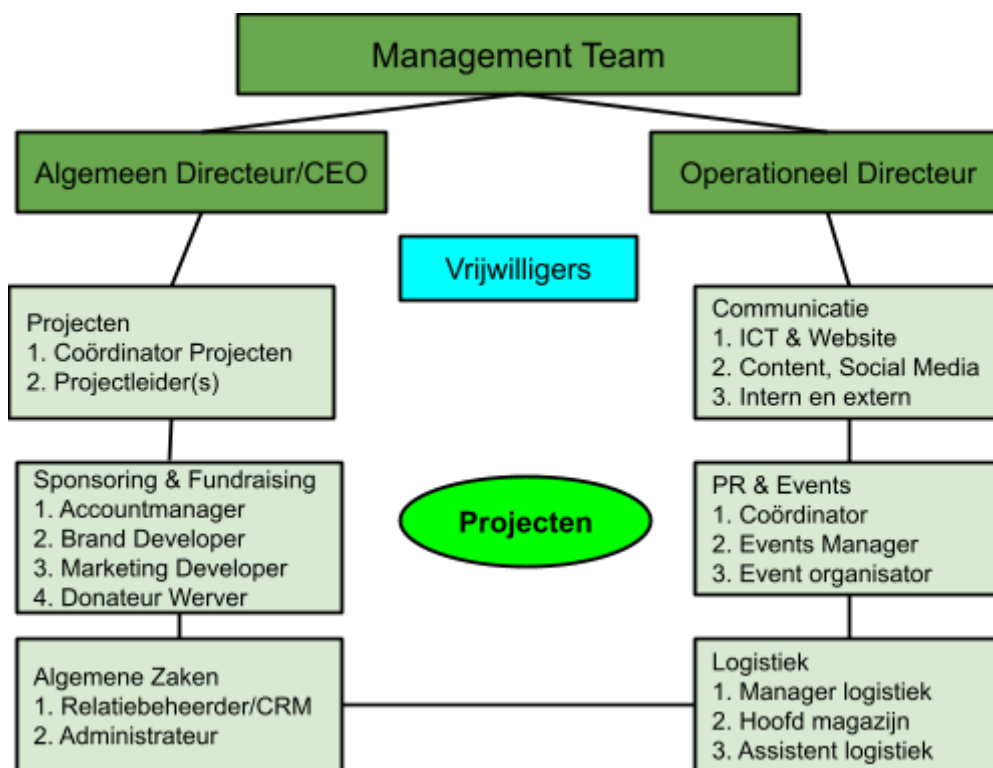 Management Team
Algemeen Directeur/CEO
Operationeel Directeur
Vrijwilligers
Projecten
1. Coördinator Projecten
2. Projectleider(s)
Communicatie
1. ICT & Website
2. Content, Social Media
3. Intern en extern
Sponsoring & Fundraising
1. Accountmanager
2. Brand Developer
3. Marketing Developer
4. Donateur Werver
Projecten
PR & Events
1. Coördinator
2. Events Manager
3. Event organisator
Algemene Zaken
1. Relatiebeheerder/CRM
2. Administrateur
Logistiek
1. Manager logistiek
2. Hoofd magazijn
3. Assistent logistiek